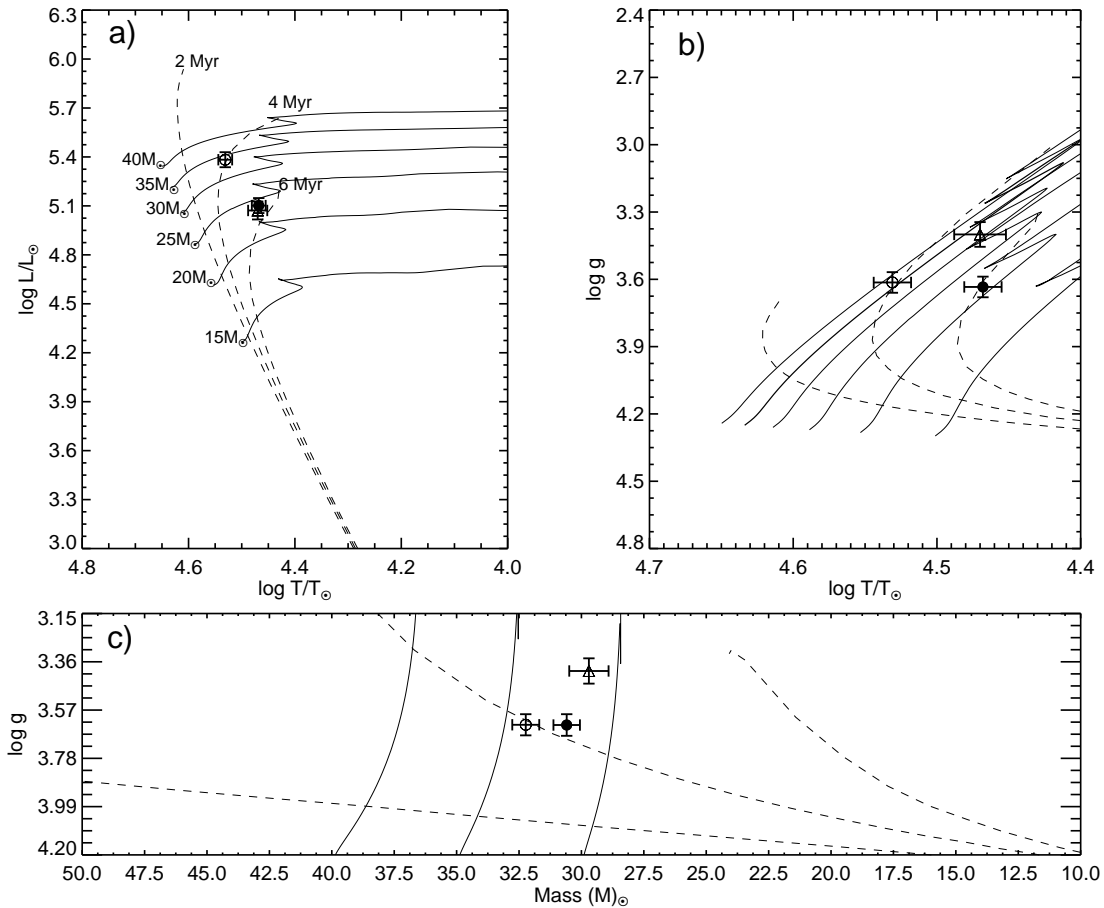 a)
6.3
6.0
5.7
5.4
5.1
4.8
4.5
4.2
3.9
3.6
3.3
3.0
log L/L☉
2 Myr
4 Myr
6 Myr
40M☉
35M☉
30M☉
25M☉
20M☉
15M☉
4.8 4.6 4.4 4.2 4.0
log T/T☉
b)
2.4
2.7
3.0
3.3
3.6
3.9
4.2
4.5
4.8
log g
4.7 4.6 4.5 4.4
log T/T☉
c)
3.15
3.36
3.57
3.78
3.99
4.20
log g
50.0 47.5 45.0 42.5 40.0 37.5 35.0 32.5 30.0 27.5 25.0 22.5 20.0 17.5 15.0 12.5 10.0
Mass (M)☉